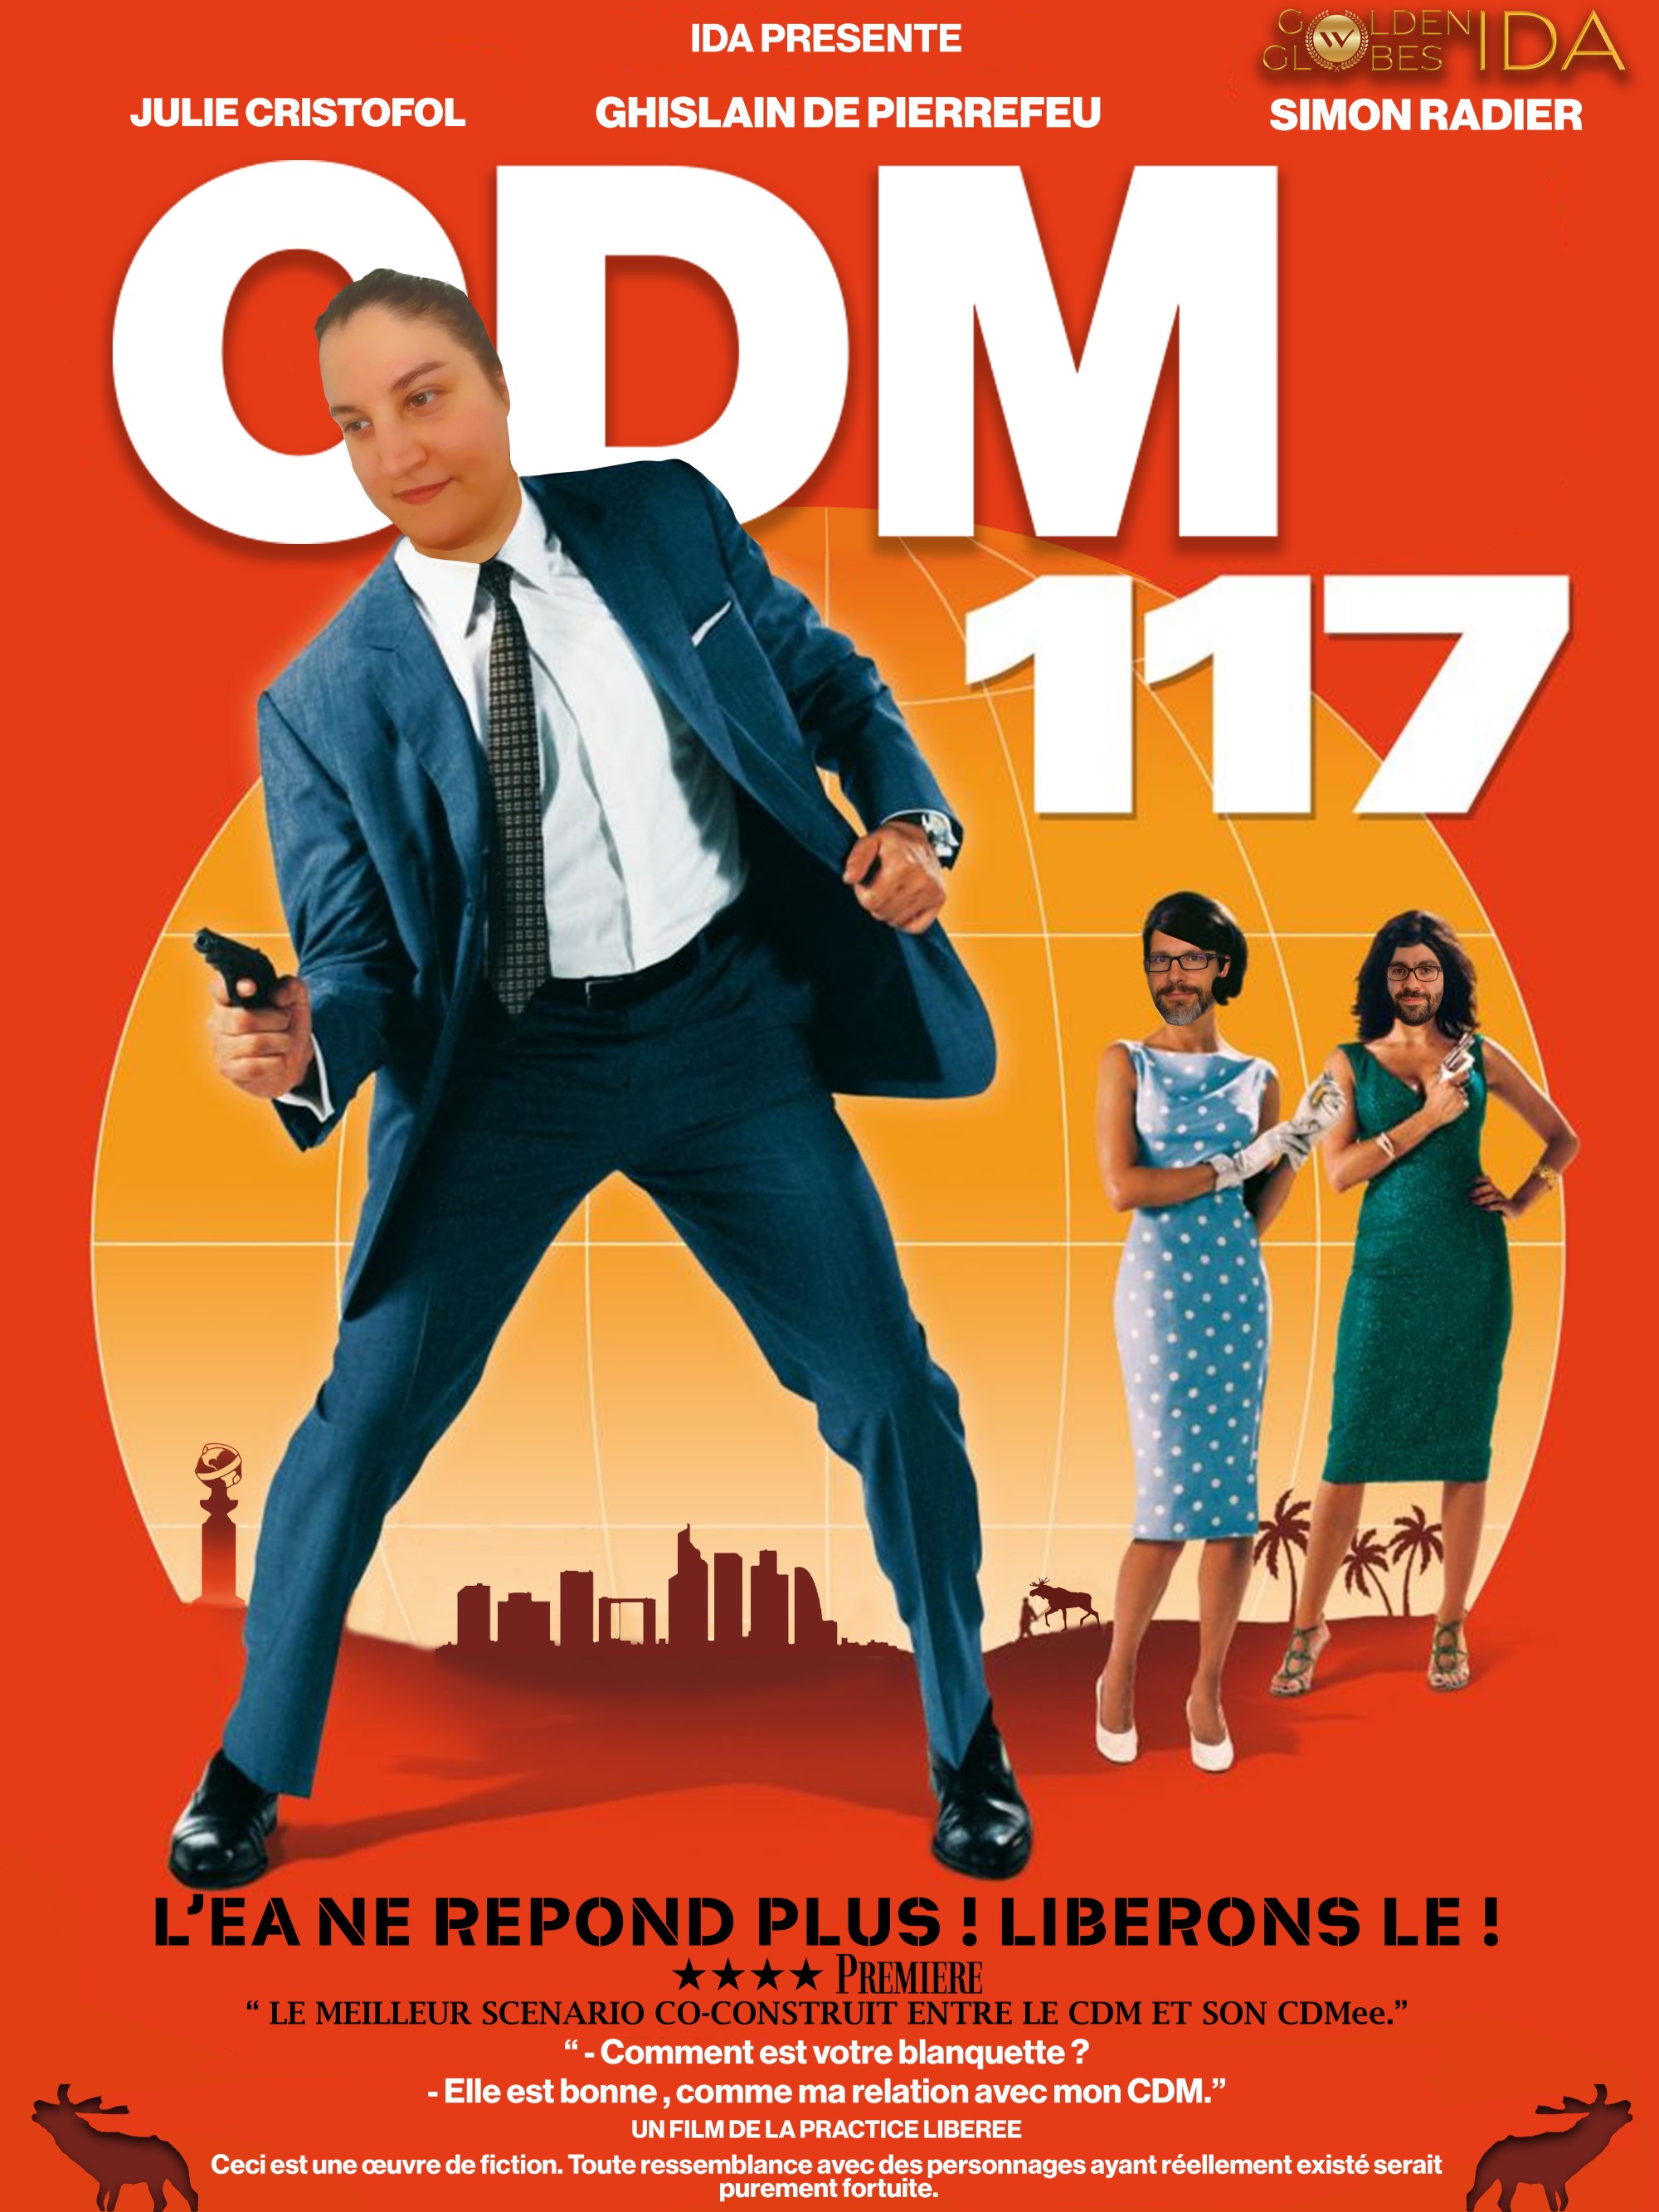 IDA PRESENTE
GOLDEN GLOBES IDA
JULIE CRISTOFOL GHISLAIN DE PIERREFEU SIMON RADIER
CDM
117
L’EA NE REPOND PLUS ! LIBERONS LE !
★★★★ PREMIERE
“ LE MEILLEUR SCENARIO CO-CONSTRUIT ENTRE LE CDM ET SON CDMee.”
“ - Comment est votre blanquette ?
- Elle est bonne , comme ma relation avec mon CDM.”
UN FILM DE LA PRACTICE LIBEREE
Ceci est une œuvre de fiction. Toute ressemblance avec des personnages ayant réellement existé serait
purement fortuite.